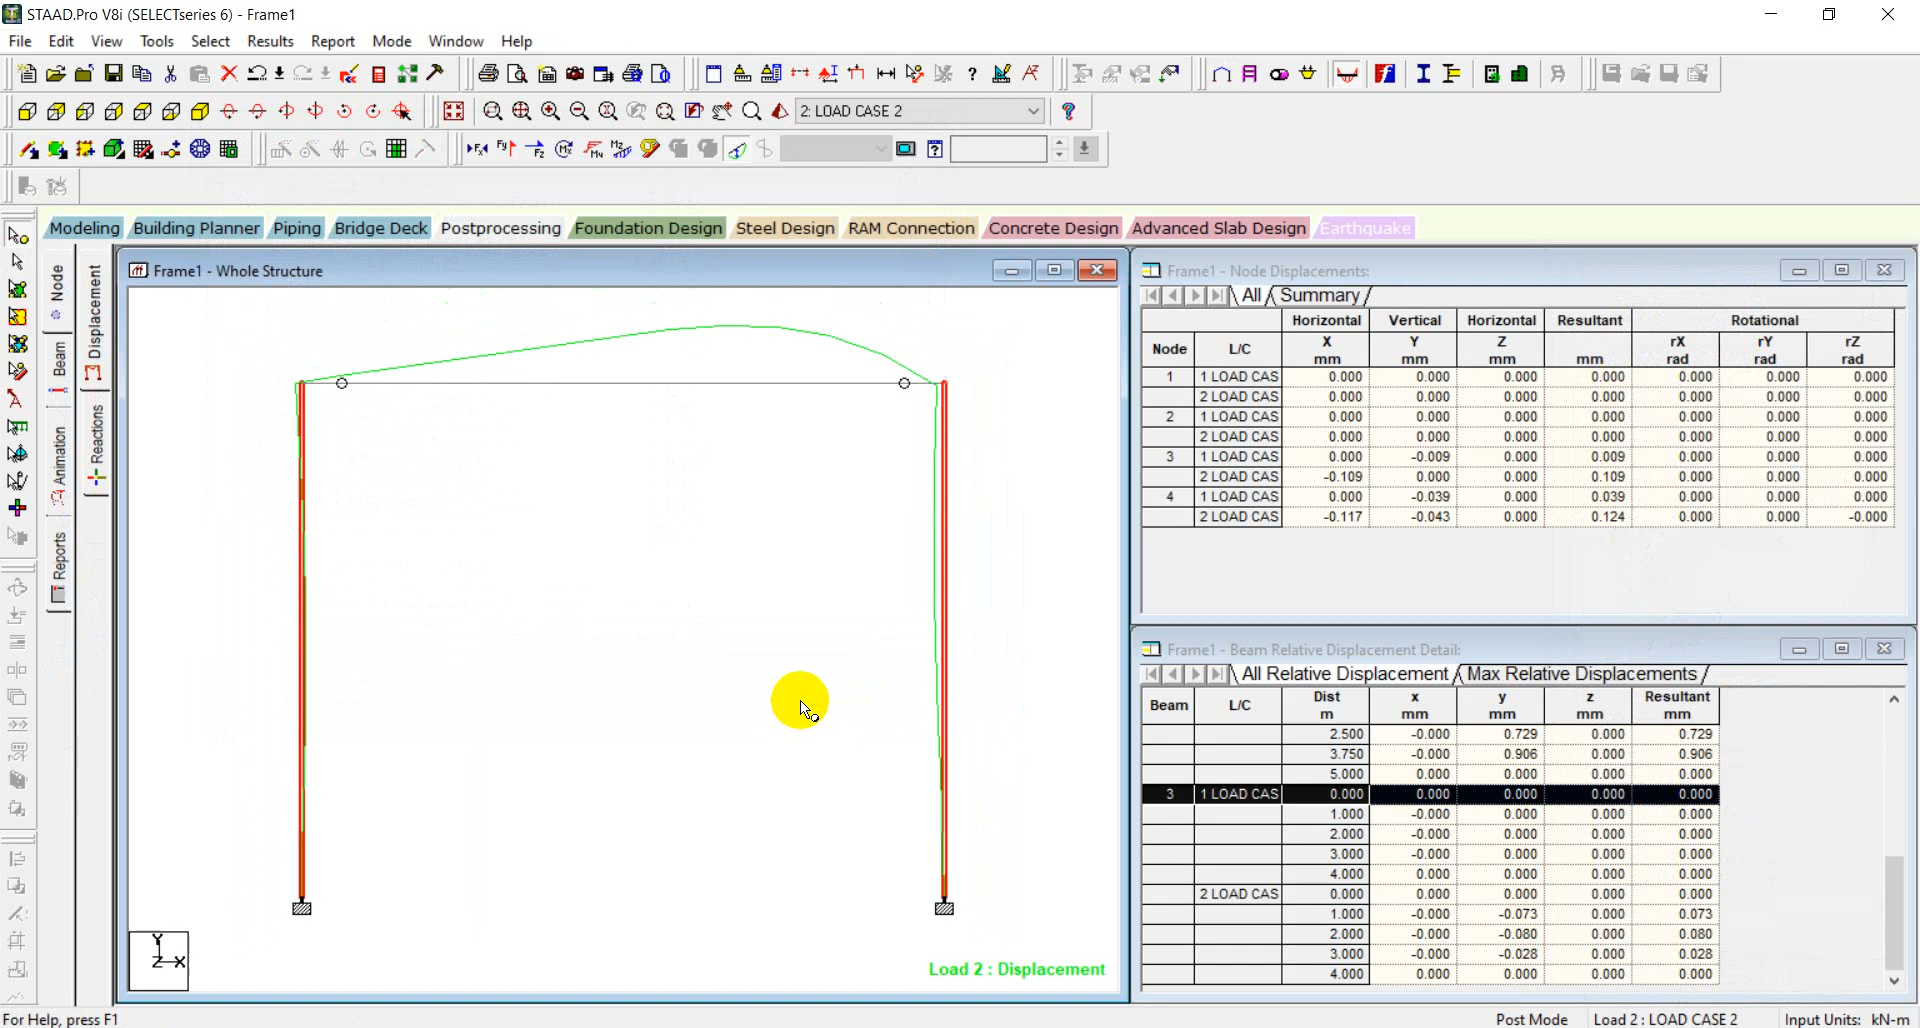 STAAD.Pro V8i (SELECTseries 6) - Frame1
File Edit View Tools Select Results Report Mode Window Help
2: LOAD CASE 2
Modeling Building Planner Piping Bridge Deck Postprocessing Foundation Design Steel Design RAM Connection Concrete Design Advanced Slab Design Earthquake
Node
Beam
Animation
Reports
Displacement
Reactions
Frame1 - Whole Structure
Y
Z X
Load 2 : Displacement
Frame1 - Node Displacements:
All Summary
Horizontal Vertical Horizontal Resultant Rotational
Node L/C X mm Y mm Z mm mm rX rad rY rad rZ rad
1 1 LOAD CAS 0.000 0.000 0.000 0.000 0.000 0.000 0.000
2 LOAD CAS 0.000 0.000 0.000 0.000 0.000 0.000 0.000
2 1 LOAD CAS 0.000 0.000 0.000 0.000 0.000 0.000 0.000
2 LOAD CAS 0.000 0.000 0.000 0.000 0.000 0.000 0.000
3 1 LOAD CAS 0.000 -0.009 0.000 0.009 0.000 0.000 0.000
2 LOAD CAS -0.109 0.000 0.000 0.109 0.000 0.000 0.000
4 1 LOAD CAS 0.000 -0.039 0.000 0.039 0.000 0.000 0.000
2 LOAD CAS -0.117 -0.043 0.000 0.124 0.000 0.000 -0.000
Frame1 - Beam Relative Displacement Detail:
All Relative Displacement Max Relative Displacements
Beam L/C Dist m x mm y mm z mm Resultant mm
2.500 -0.000 0.729 0.000 0.729
3.750 -0.000 0.906 0.000 0.906
5.000 0.000 0.000 0.000 0.000
3 1 LOAD CAS 0.000 0.000 0.000 0.000 0.000
1.000 -0.000 0.000 0.000 0.000
2.000 -0.000 0.000 0.000 0.000
3.000 -0.000 0.000 0.000 0.000
4.000 0.000 0.000 0.000 0.000
2 LOAD CAS 0.000 0.000 0.000 0.000 0.000
1.000 -0.000 -0.073 0.000 0.073
2.000 -0.000 -0.080 0.000 0.080
3.000 -0.000 -0.028 0.000 0.028
4.000 0.000 0.000 0.000 0.000
For Help, press F1
Post Mode Load 2 : LOAD CASE 2 Input Units: kN-m